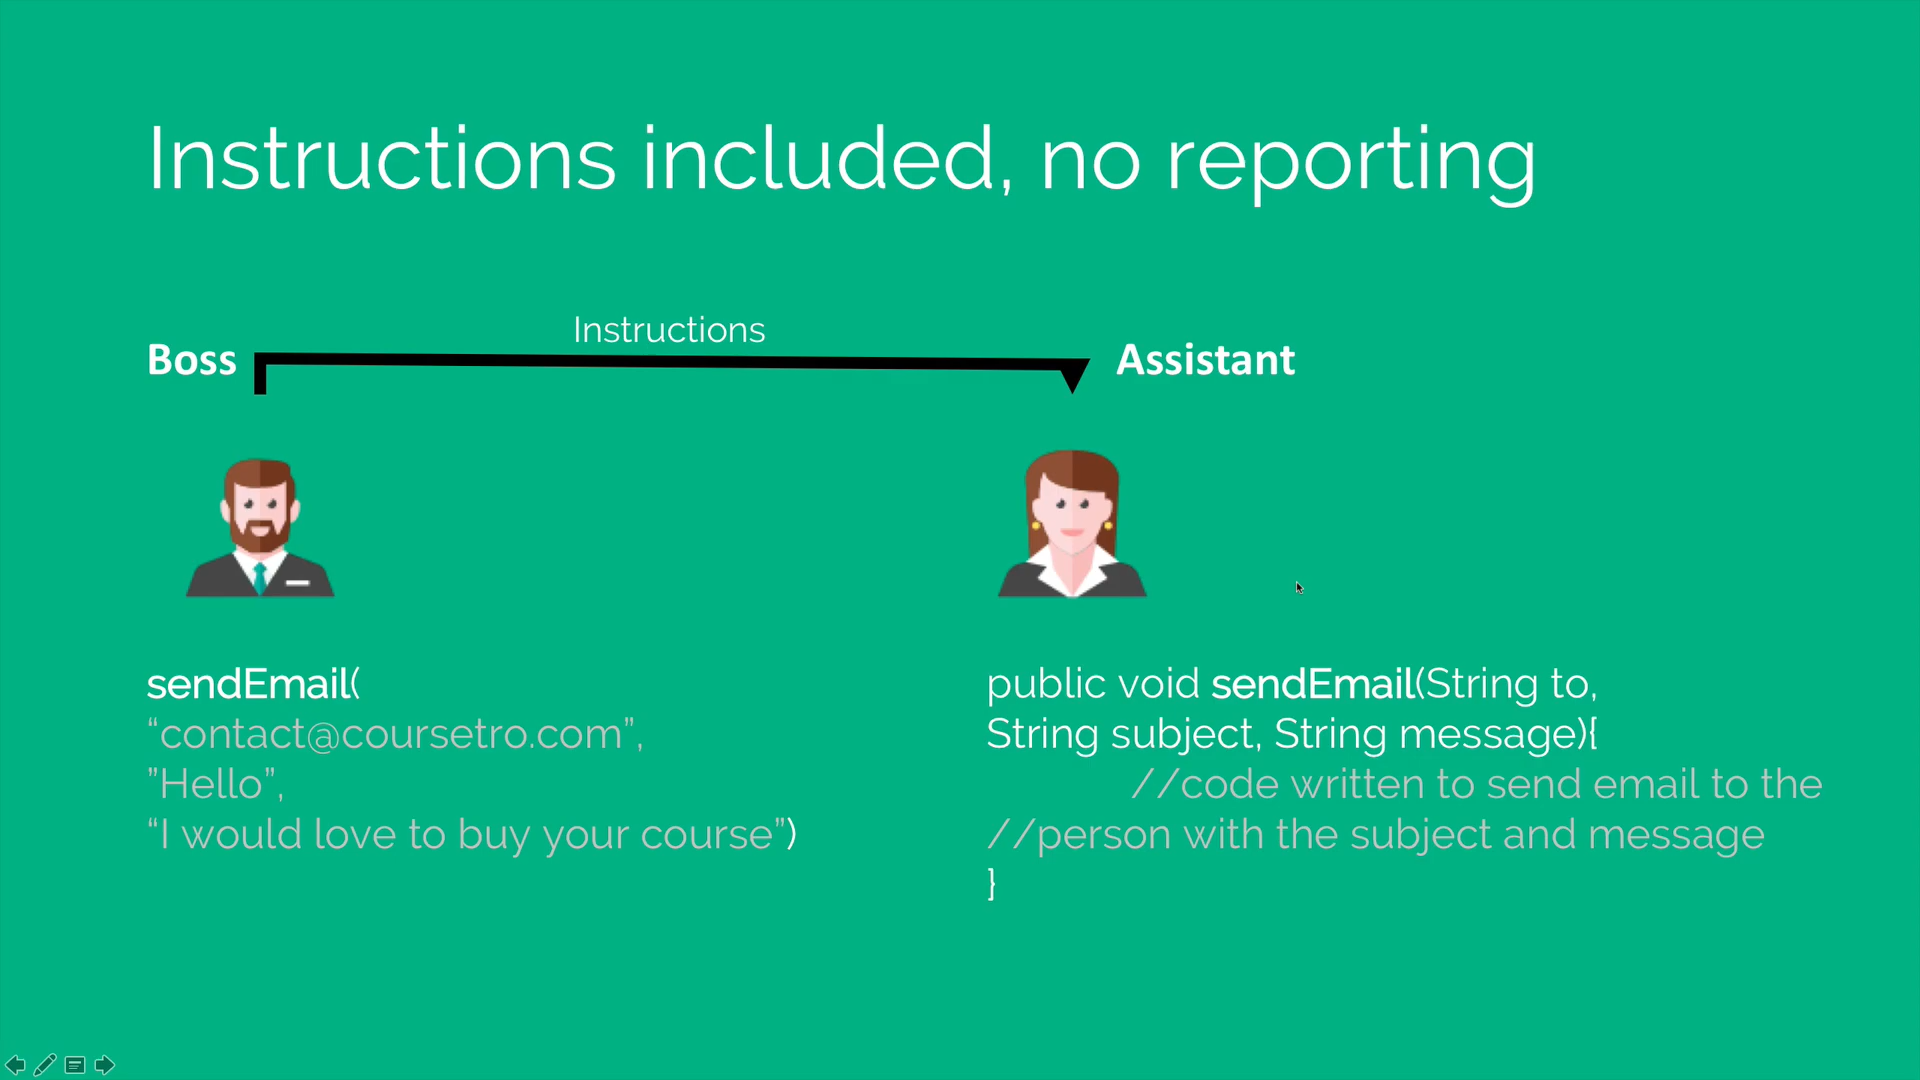 Instructions included, no reporting
Instructions
Boss
Assistant
sendEmail(
“contact@coursetro.com”,
”Hello”,
“I would love to buy your course”)
public void sendEmail(String to,
String subject, String message){
//code written to send email to the
//person with the subject and message
}